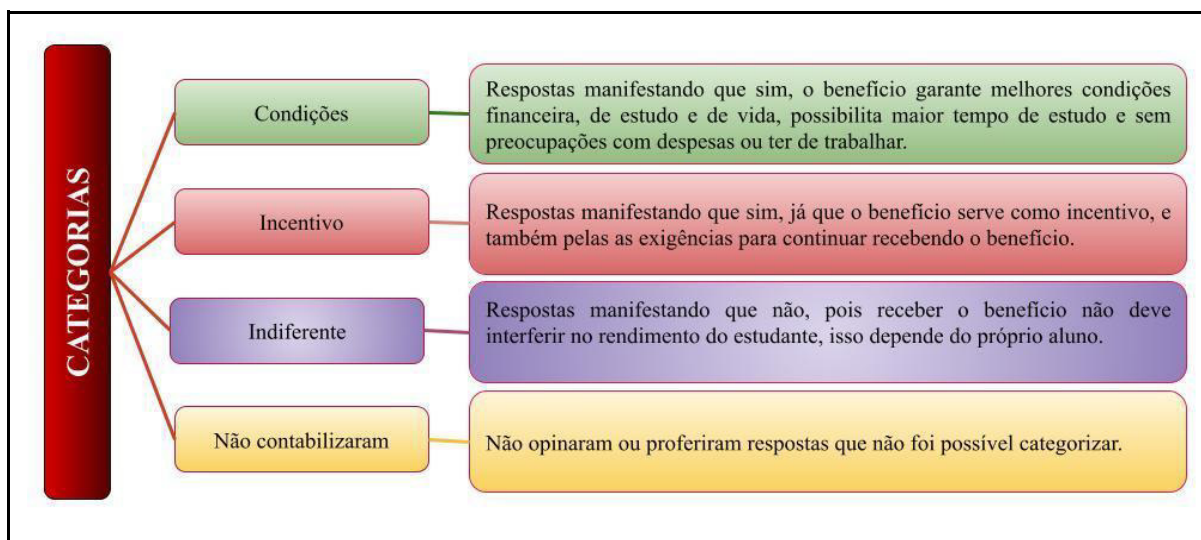 CATEGORIAS
Condições
Respostas manifestando que sim, o benefício garante melhores condições
financeira, de estudo e de vida, possibilita maior tempo de estudo e sem
preocupações com despesas ou ter de trabalhar.
Incentivo
Respostas manifestando que sim, já que o benefício serve como incentivo, e
também pelas as exigências para continuar recebendo o benefício.
Indiferente
Respostas manifestando que não, pois receber o benefício não deve
interferir no rendimento do estudante, isso depende do próprio aluno.
Não contabilizaram
Não opinaram ou proferiram respostas que não foi possível categorizar.